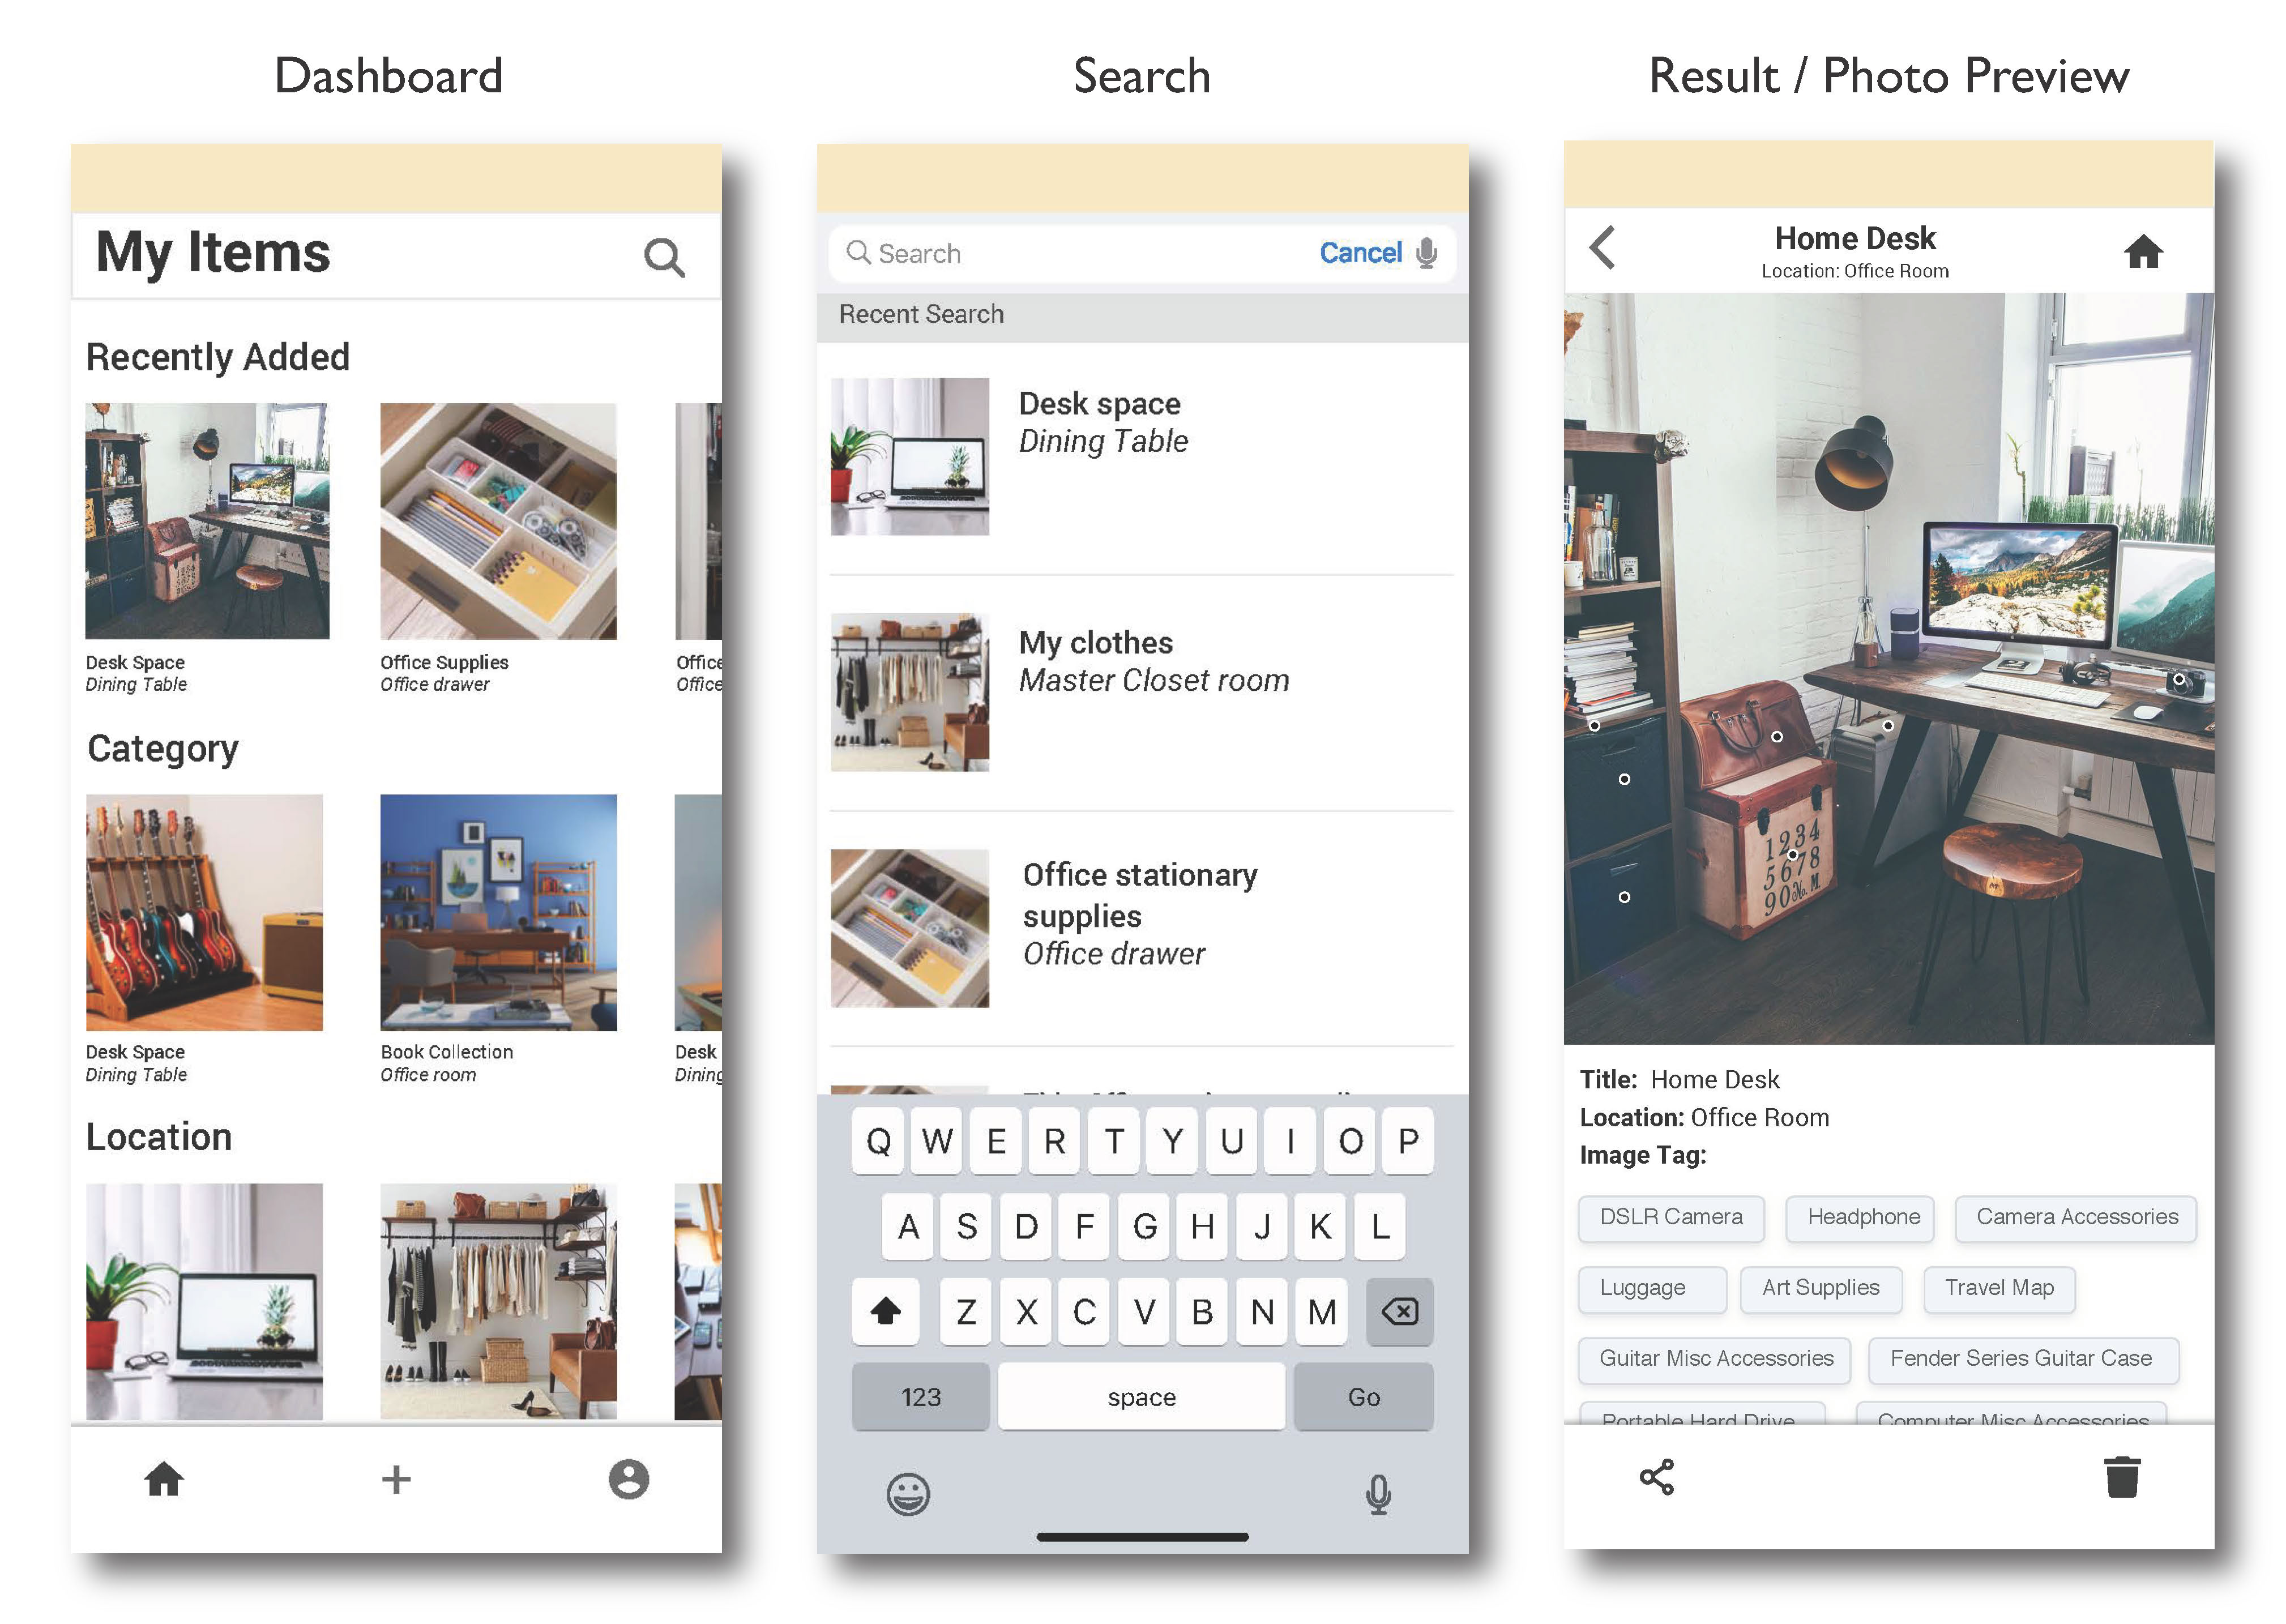 Dashboard
My Items
Recently Added
Desk Space
Dining Table
Office Supplies
Office drawer
Office
Office
Category
Desk Space
Dining Table
Book Collection
Office room
Desk
Dining
Location
Search
Search
Cancel
Recent Search
Desk space
Dining Table
My clothes
Master Closet room
Office stationary
supplies
Office drawer
Q W E R T Y U I O P
A S D F G H J K L
Z X C V B N M
123 space Go
Result / Photo Preview
Home Desk
Location: Office Room
1234
5678
90 No. M
Title: Home Desk
Location: Office Room
Image Tag:
DSLR Camera Headphone Camera Accessories
Luggage Art Supplies Travel Map
Guitar Misc Accessories Fender Series Guitar Case
Portable Hard Drive Computer Misc Accessories